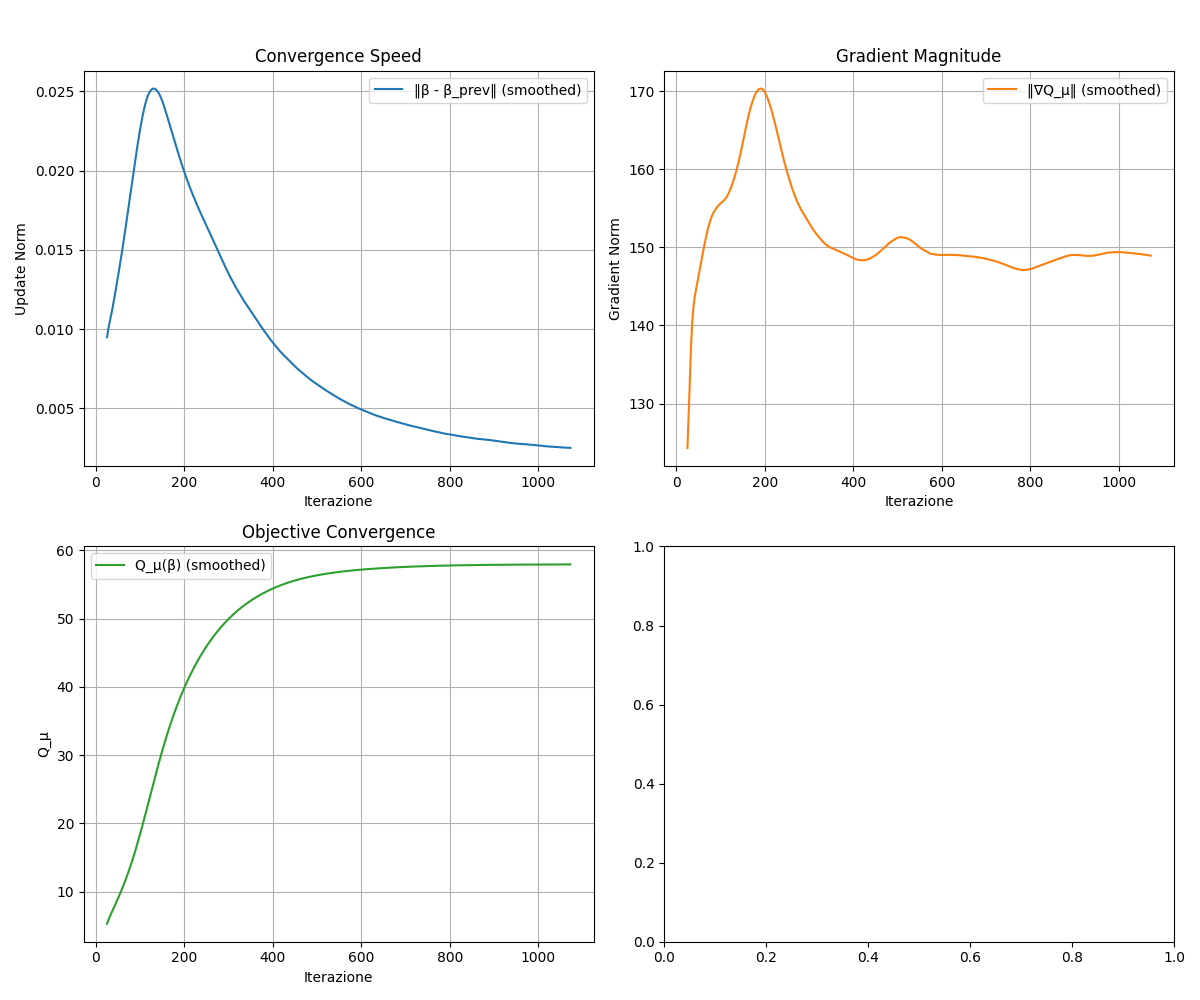 Convergence Speed
‖β - β_prev‖ (smoothed)
Update Norm
0.025
0.020
0.015
0.010
0.005
0 200 400 600 800 1000
Iterazione
Gradient Magnitude
‖∇Q_μ‖ (smoothed)
Gradient Norm
170
160
150
140
130
0 200 400 600 800 1000
Iterazione
Objective Convergence
Q_μ(β) (smoothed)
Q_μ
60
50
40
30
20
10
0 200 400 600 800 1000
Iterazione
1.0
0.8
0.6
0.4
0.2
0.0
0.0 0.2 0.4 0.6 0.8 1.0